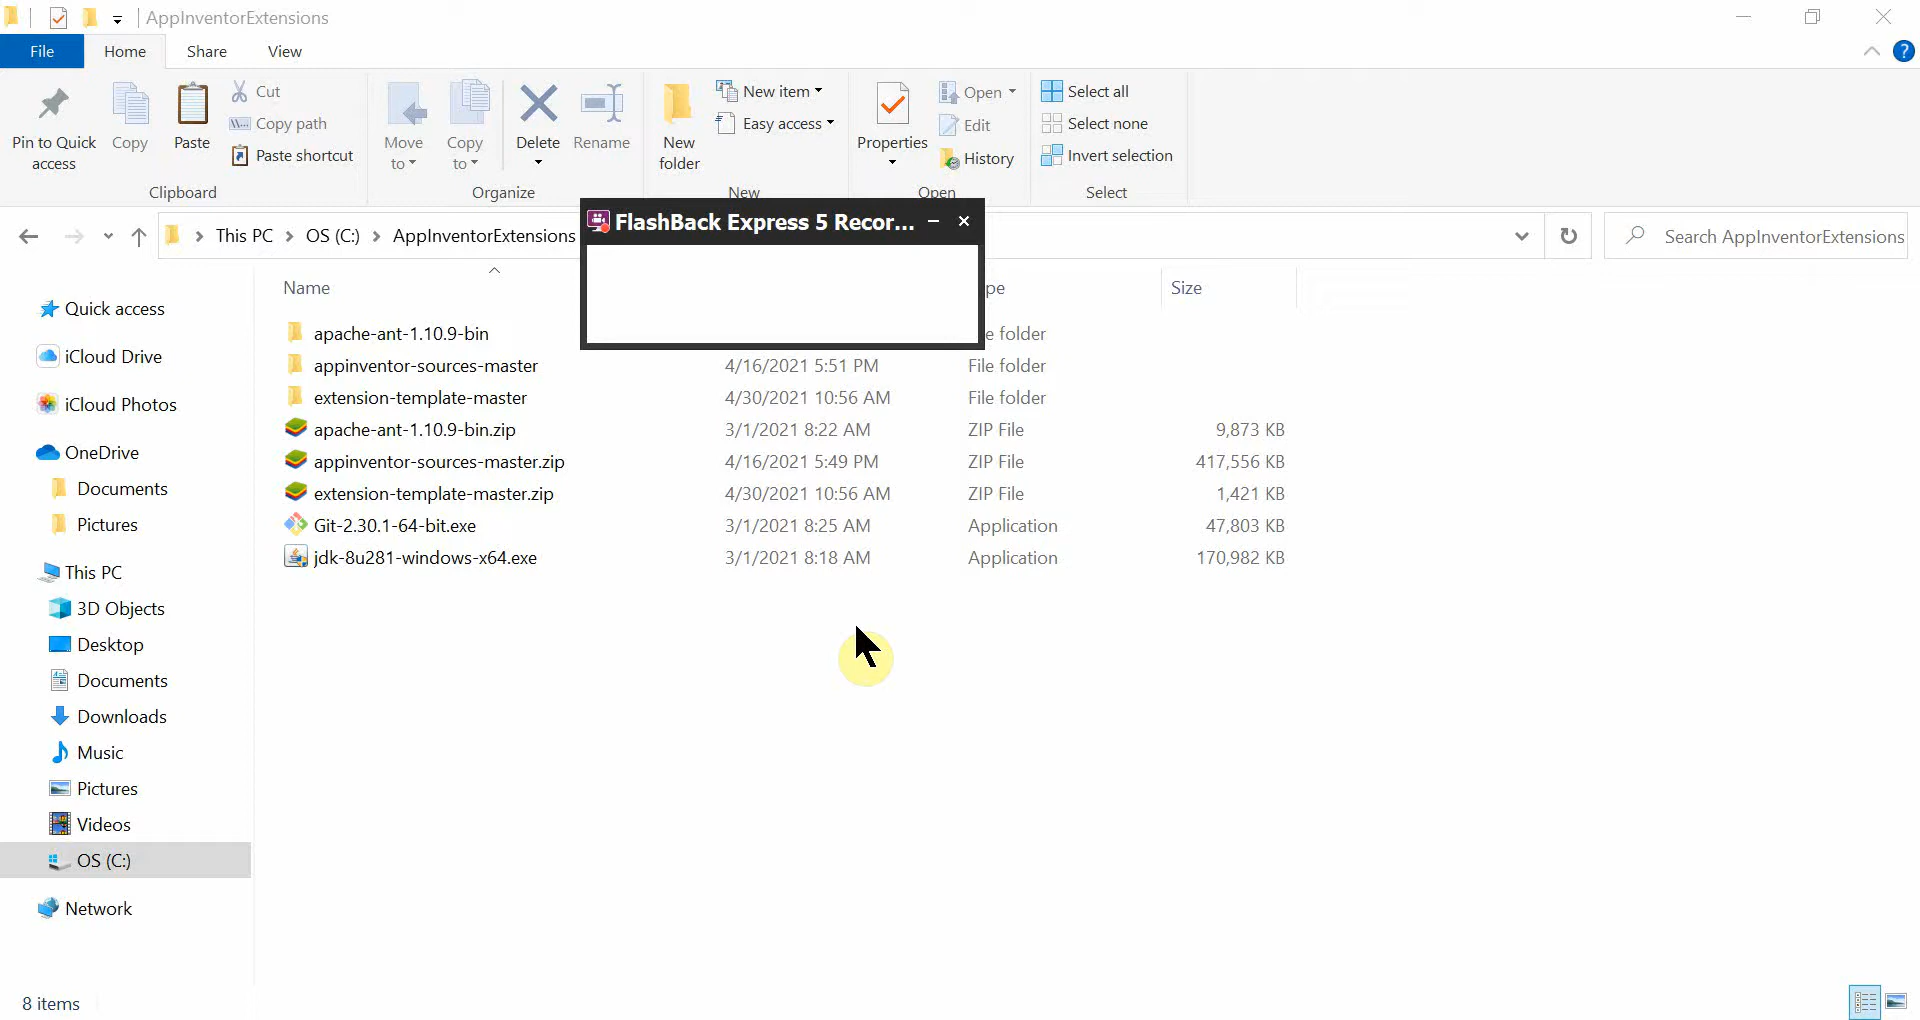 AppInventorExtensions
File Home Share View
Pin to Quick access
Copy
Paste
Cut
Copy path
Paste shortcut
Clipboard
Move to
Copy to
Delete
Rename
Organize
New folder
New item
Easy access
New
Properties
Open
Edit
History
Open
Select all
Select none
Invert selection
Select
This PC > OS (C:) > AppInventorExtensions
Search AppInventorExtensions
FlashBack Express 5 Recor...
Name pe Size
apache-ant-1.10.9-bin e folder
appinventor-sources-master 4/16/2021 5:51 PM File folder
extension-template-master 4/30/2021 10:56 AM File folder
apache-ant-1.10.9-bin.zip 3/1/2021 8:22 AM ZIP File 9,873 KB
appinventor-sources-master.zip 4/16/2021 5:49 PM ZIP File 417,556 KB
extension-template-master.zip 4/30/2021 10:56 AM ZIP File 1,421 KB
Git-2.30.1-64-bit.exe 3/1/2021 8:25 AM Application 47,803 KB
jdk-8u281-windows-x64.exe 3/1/2021 8:18 AM Application 170,982 KB
Quick access
iCloud Drive
iCloud Photos
OneDrive
Documents
Pictures
This PC
3D Objects
Desktop
Documents
Downloads
Music
Pictures
Videos
OS (C:)
Network
8 items